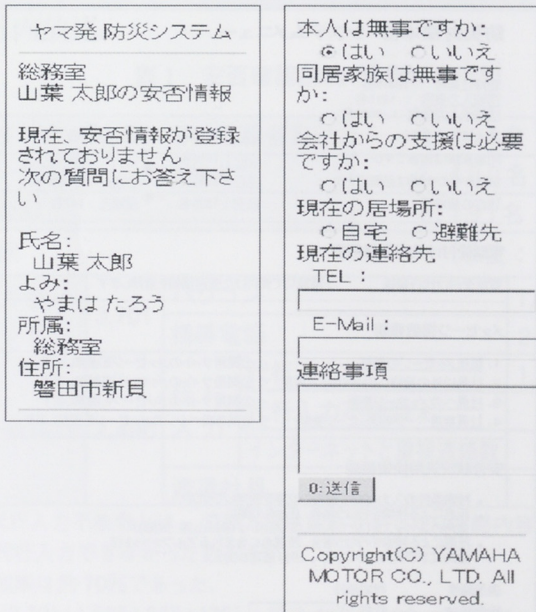 ヤマ発 防災システム
総務室
山葉 太郎の安否情報
現在、安否情報が登録
されておりません
次の質問にお答え下さ
い
氏名:
山葉 太郎
よみ:
やまは たろう
所属:
総務室
住所:
磐田市新貝
本人は無事ですか:
はい いいえ
同居家族は無事です
か:
はい いいえ
会社からの支援は必要
ですか:
はい いいえ
現在の居場所:
自宅 避難先
現在の連絡先
TEL :
E-Mail :
連絡事項
0:送信
Copyright(C) YAMAHA
MOTOR CO., LTD. All
rights reserved.